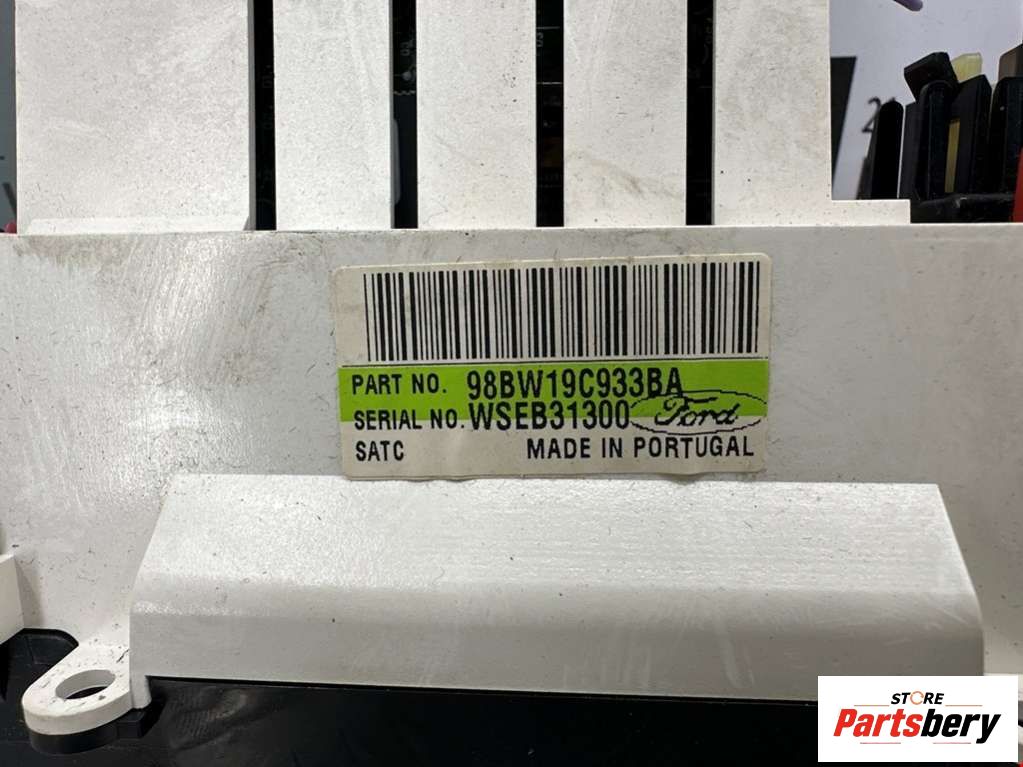 PART NO. 98BW19C933BA
SERIAL NO. WSEB31300 Ford
SATC MADE IN PORTUGAL
STORE
Partsbery